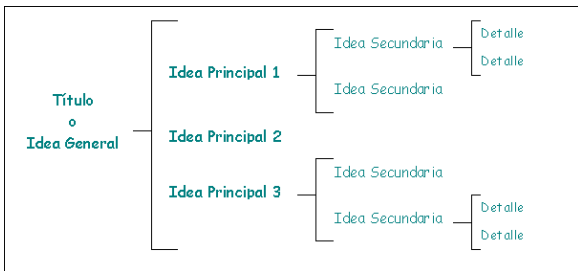 Título
o
Idea General
Idea Principal 1
Idea Secundaria
Detalle
Detalle
Idea Secundaria
Idea Principal 2
Idea Principal 3
Idea Secundaria
Idea Secundaria
Detalle
Detalle